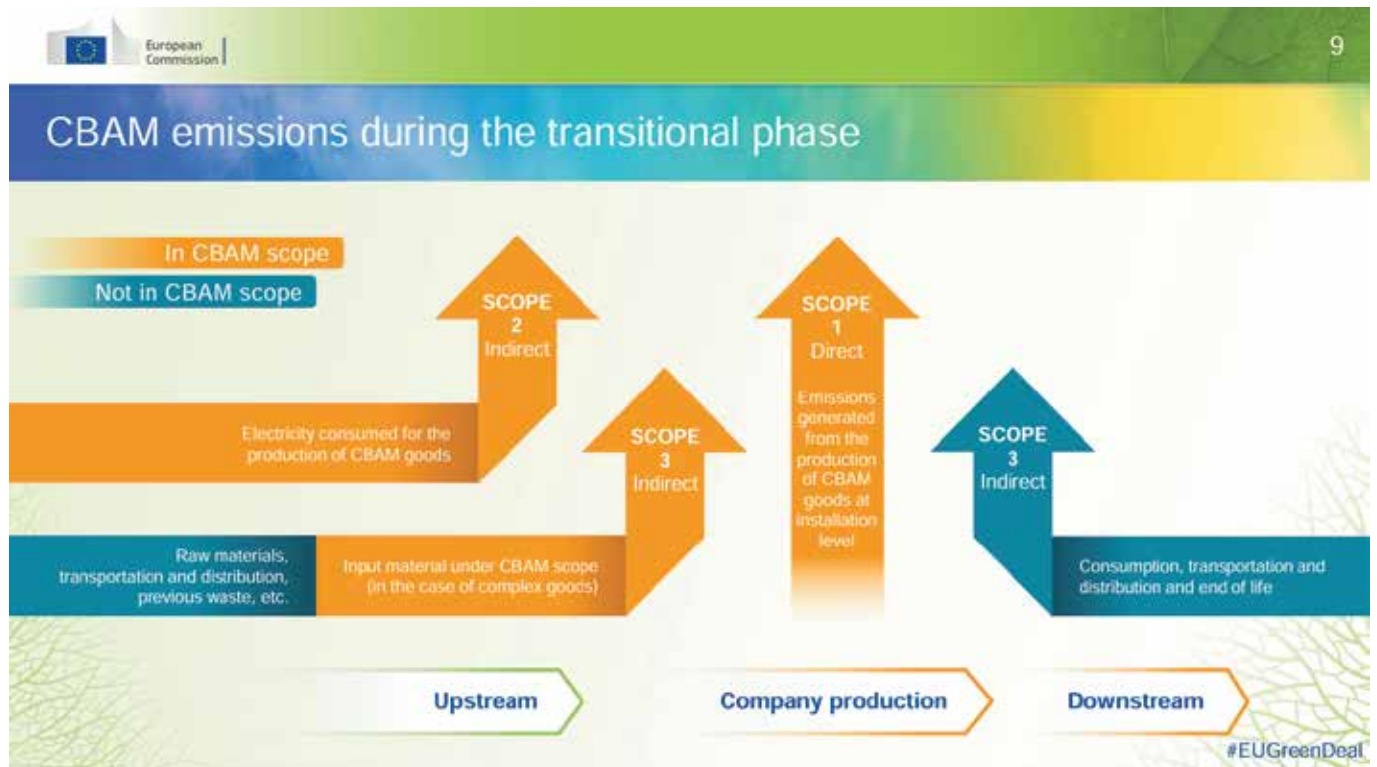 European
Commission
9
CBAM emissions during the transitional phase
In CBAM scope
Not in CBAM scope
SCOPE
2
Indirect
Electricity consumed for the
production of CBAM goods
SCOPE
3
Indirect
Raw materials,
transportation and distribution,
previous waste, etc.
Input material under CBAM scope
(in the case of complex goods)
SCOPE
1
Direct
Emissions
generated
from the
production
of CBAM
goods at
installation
level
SCOPE
3
Indirect
Consumption, transportation and
distribution and end of life
Upstream
Company production
Downstream
#EUGreenDeal